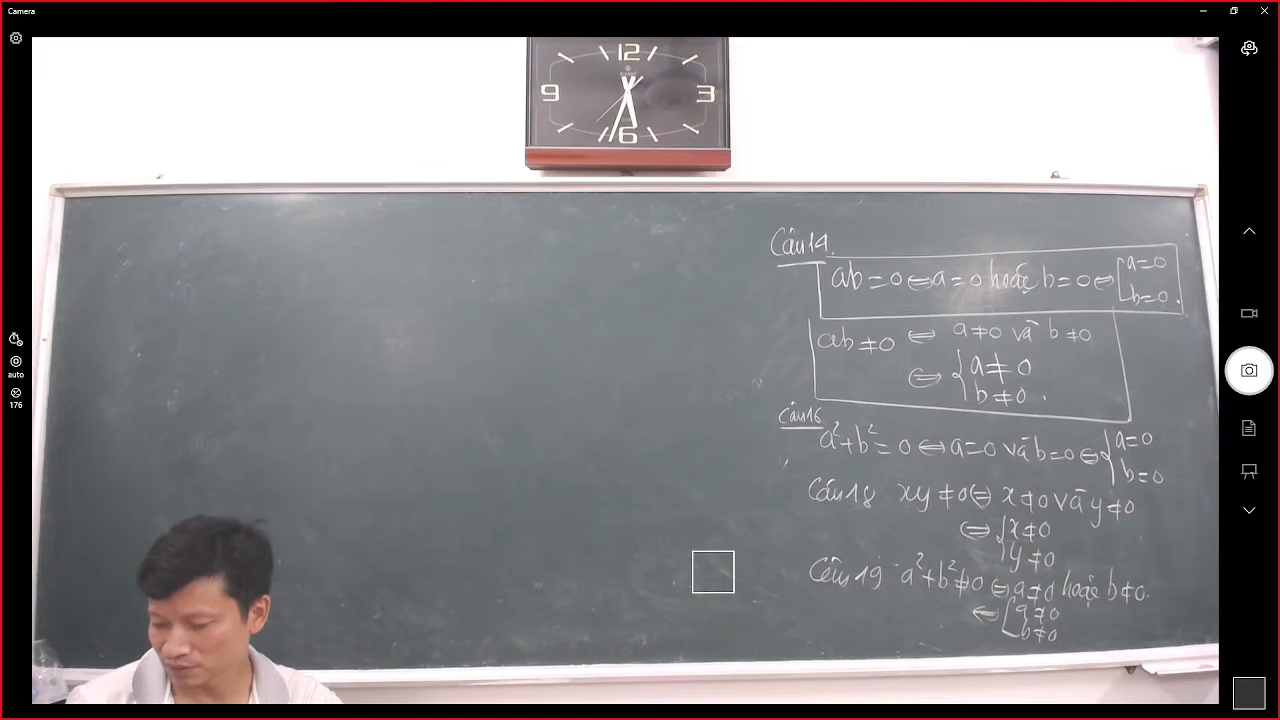 Camera
auto
176
12
9
3
6
Câu 14.
ab = 0 ⇔ a = 0 hoặc b = 0 ⇔ [a = 0
b = 0.
ab ≠ 0 ⇔ a ≠ 0 và b ≠ 0
⇔ {a ≠ 0
b ≠ 0.
Câu 16
a² + b² = 0 ⇔ a = 0 và b = 0 ⇔ {a = 0
b = 0
Câu 18 xy ≠ 0 ⇔ x ≠ 0 và y ≠ 0
⇔ {x ≠ 0
y ≠ 0
Câu 19 a² + b² ≠ 0 ⇔ a ≠ 0 hoặc b ≠ 0.
⇔ [a ≠ 0
b ≠ 0